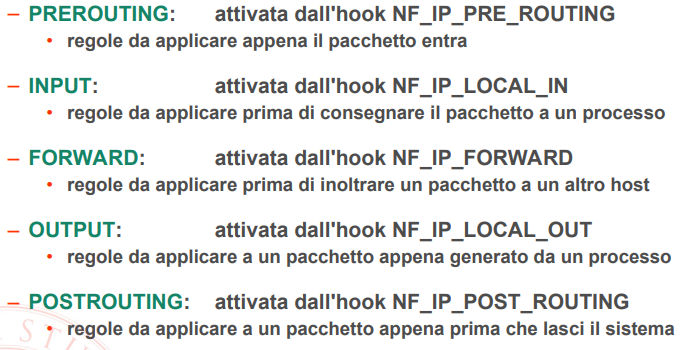 – PREROUTING: attivata dall'hook NF_IP_PRE_ROUTING
• regole da applicare appena il pacchetto entra
– INPUT: attivata dall'hook NF_IP_LOCAL_IN
• regole da applicare prima di consegnare il pacchetto a un processo
– FORWARD: attivata dall'hook NF_IP_FORWARD
• regole da applicare prima di inoltrare un pacchetto a un altro host
– OUTPUT: attivata dall'hook NF_IP_LOCAL_OUT
• regole da applicare a un pacchetto appena generato da un processo
– POSTROUTING: attivata dall'hook NF_IP_POST_ROUTING
• regole da applicare a un pacchetto appena prima che lasci il sistema